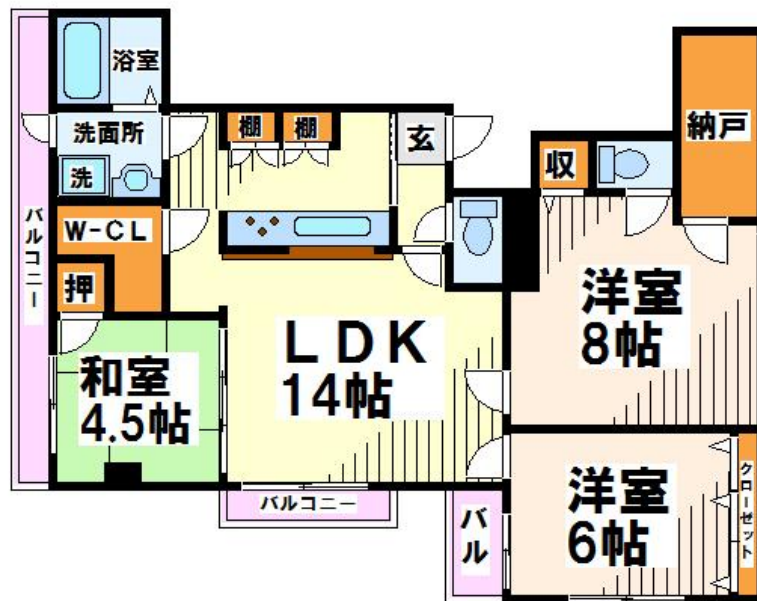 浴室
洗面所
洗
棚
棚
玄
収
納戸
W-CL
押
バルコニー
LDK
14帖
洋室
8帖
和室
4.5帖
バルコニー
バル
洋室
6帖
クローゼット